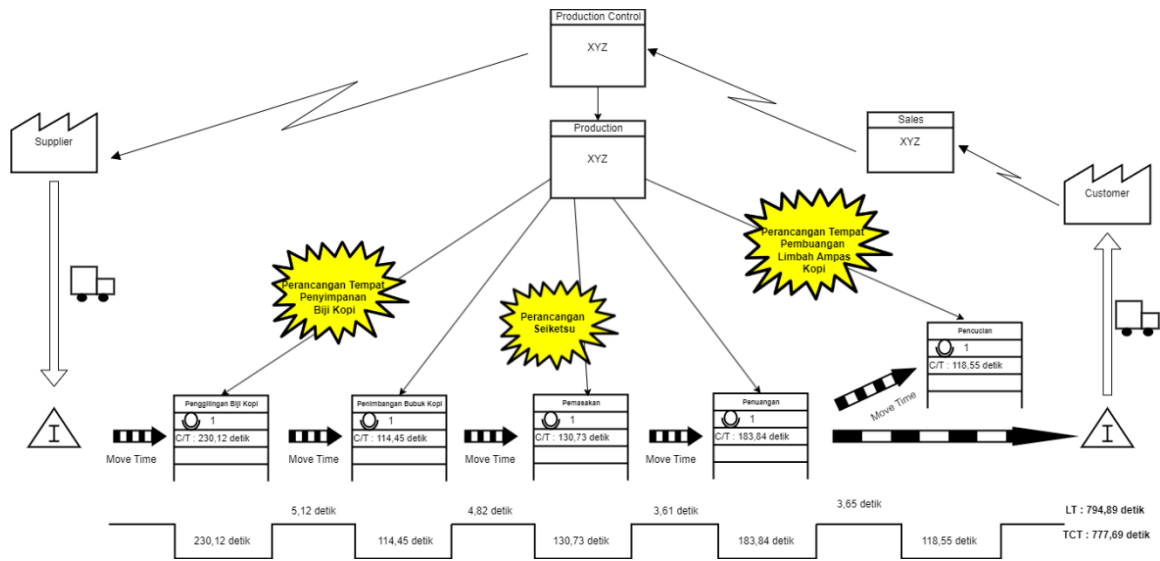 Production Control
XYZ
Production
XYZ
Sales
XYZ
Supplier
Customer
Perancangan Tempat
Pembuangan
Limbah Ampas
Kopi
Perancangan Tempat
Penyimpanan
Biji Kopi
Perancangan
Seiketsu
Pencucian
1
C/T : 118,55 detik
Move Time
I
Move Time
Penggilingan Biji Kopi
1
C/T : 230,12 detik
Move Time
Penimbangan Bubuk Kopi
1
C/T : 114,45 detik
Move Time
Pemasakan
1
C/T : 130,73 detik
Move Time
Penuangan
1
C/T : 183,84 detik
I
5,12 detik
4,82 detik
3,61 detik
3,65 detik
230,12 detik
114,45 detik
130,73 detik
183,84 detik
118,55 detik
LT : 794,89 detik
TCT : 777,69 detik